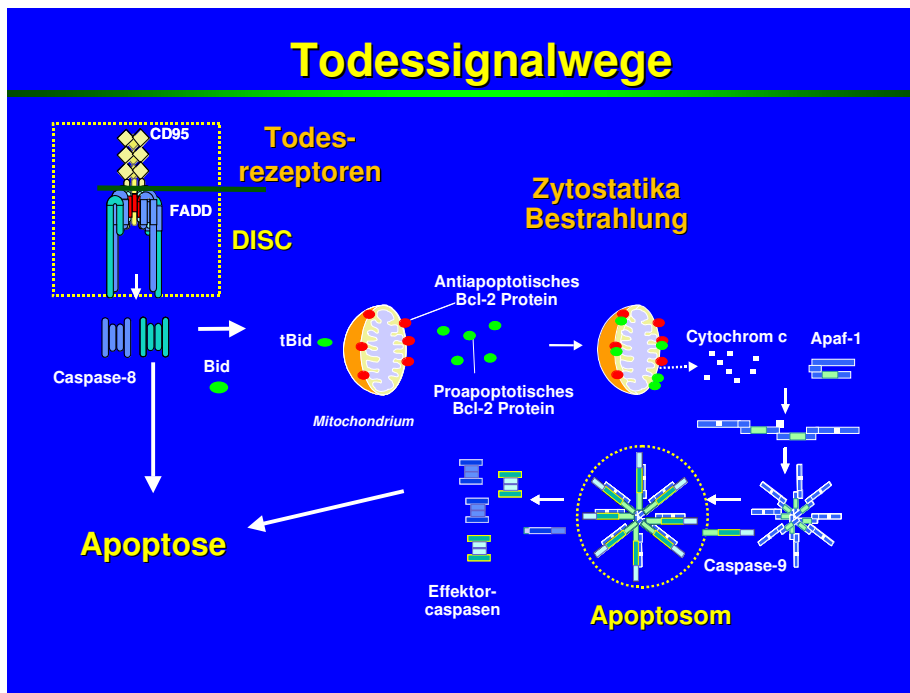 Todessignalwege
CD95
Todes-
rezeptoren
FADD
DISC
Zytostatika
Bestrahlung
Antiapoptotisches
Bcl-2 Protein
tBid
Cytochrom c
Apaf-1
Caspase-8
Bid
Proapoptotisches
Bcl-2 Protein
Mitochondrium
Apoptose
Caspase-9
Effektor-
caspasen
Apoptosom